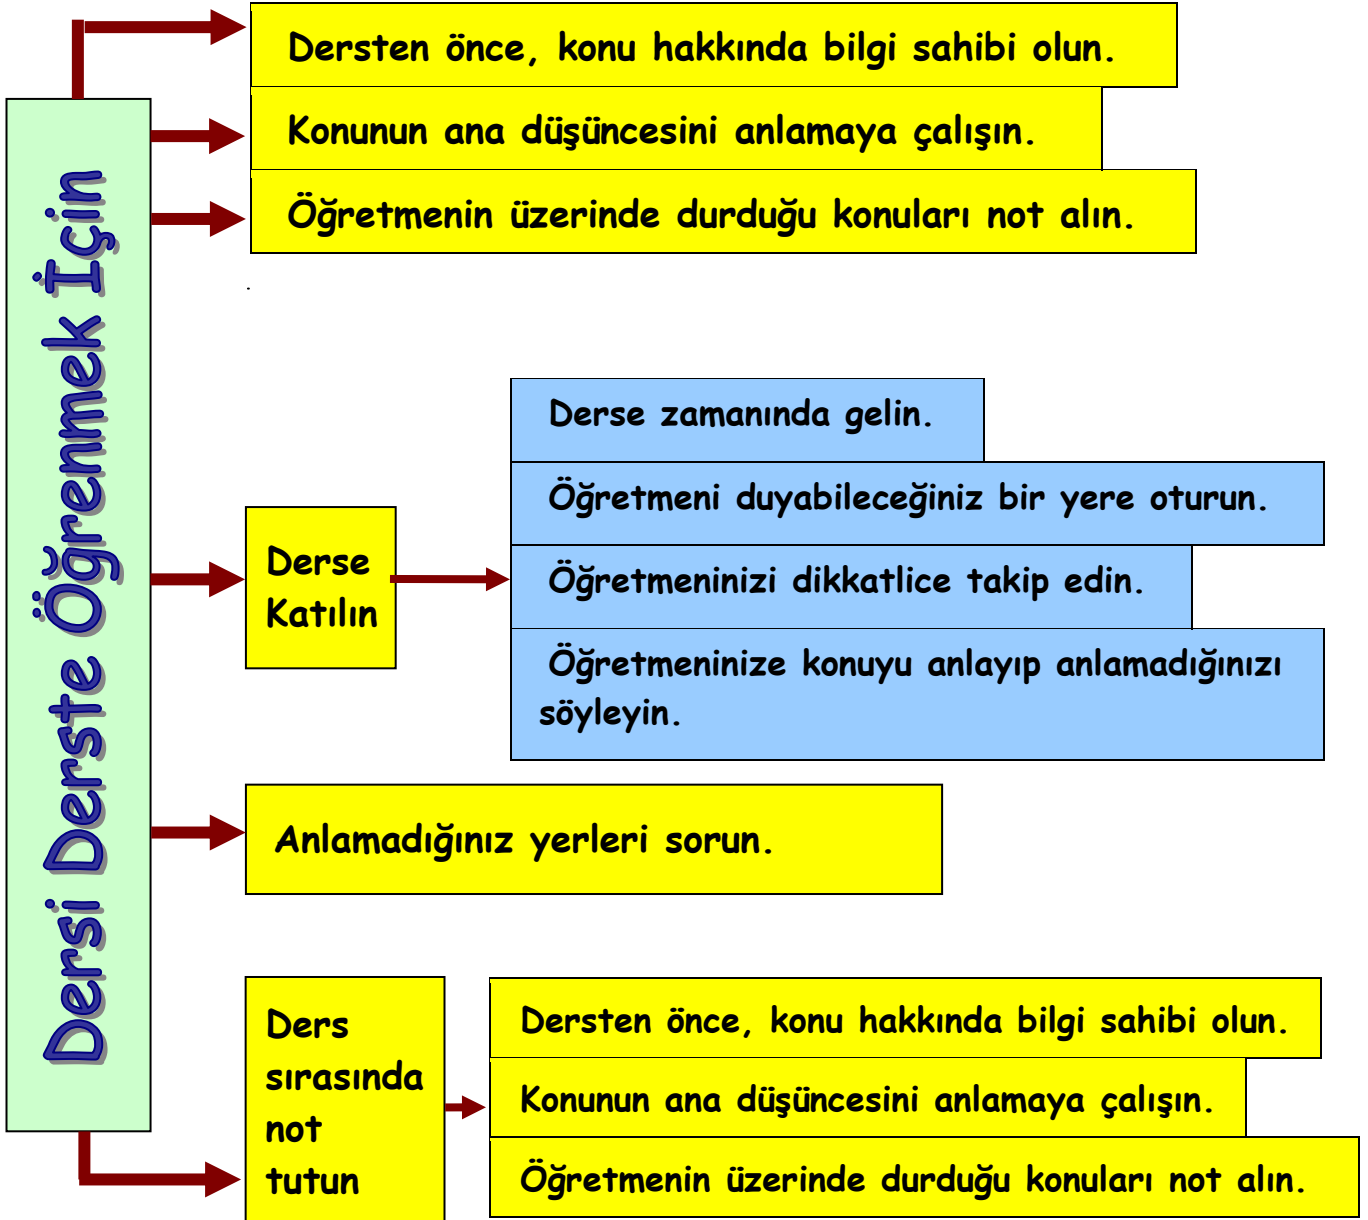 Dersi Derste Öğrenmek İçin
Dersten önce, konu hakkında bilgi sahibi olun.
Konunun ana düşüncesini anlamaya çalışın.
Öğretmenin üzerinde durduğu konuları not alın.
.
Derse
Katılın
Derse zamanında gelin.
Öğretmeni duyabileceğiniz bir yere oturun.
Öğretmeninizi dikkatlice takip edin.
Öğretmeninize konuyu anlayıp anlamadığınızı
söyleyin.
Anlamadığınız yerleri sorun.
Ders
sırasında
not
tutun
Dersten önce, konu hakkında bilgi sahibi olun.
Konunun ana düşüncesini anlamaya çalışın.
Öğretmenin üzerinde durduğu konuları not alın.